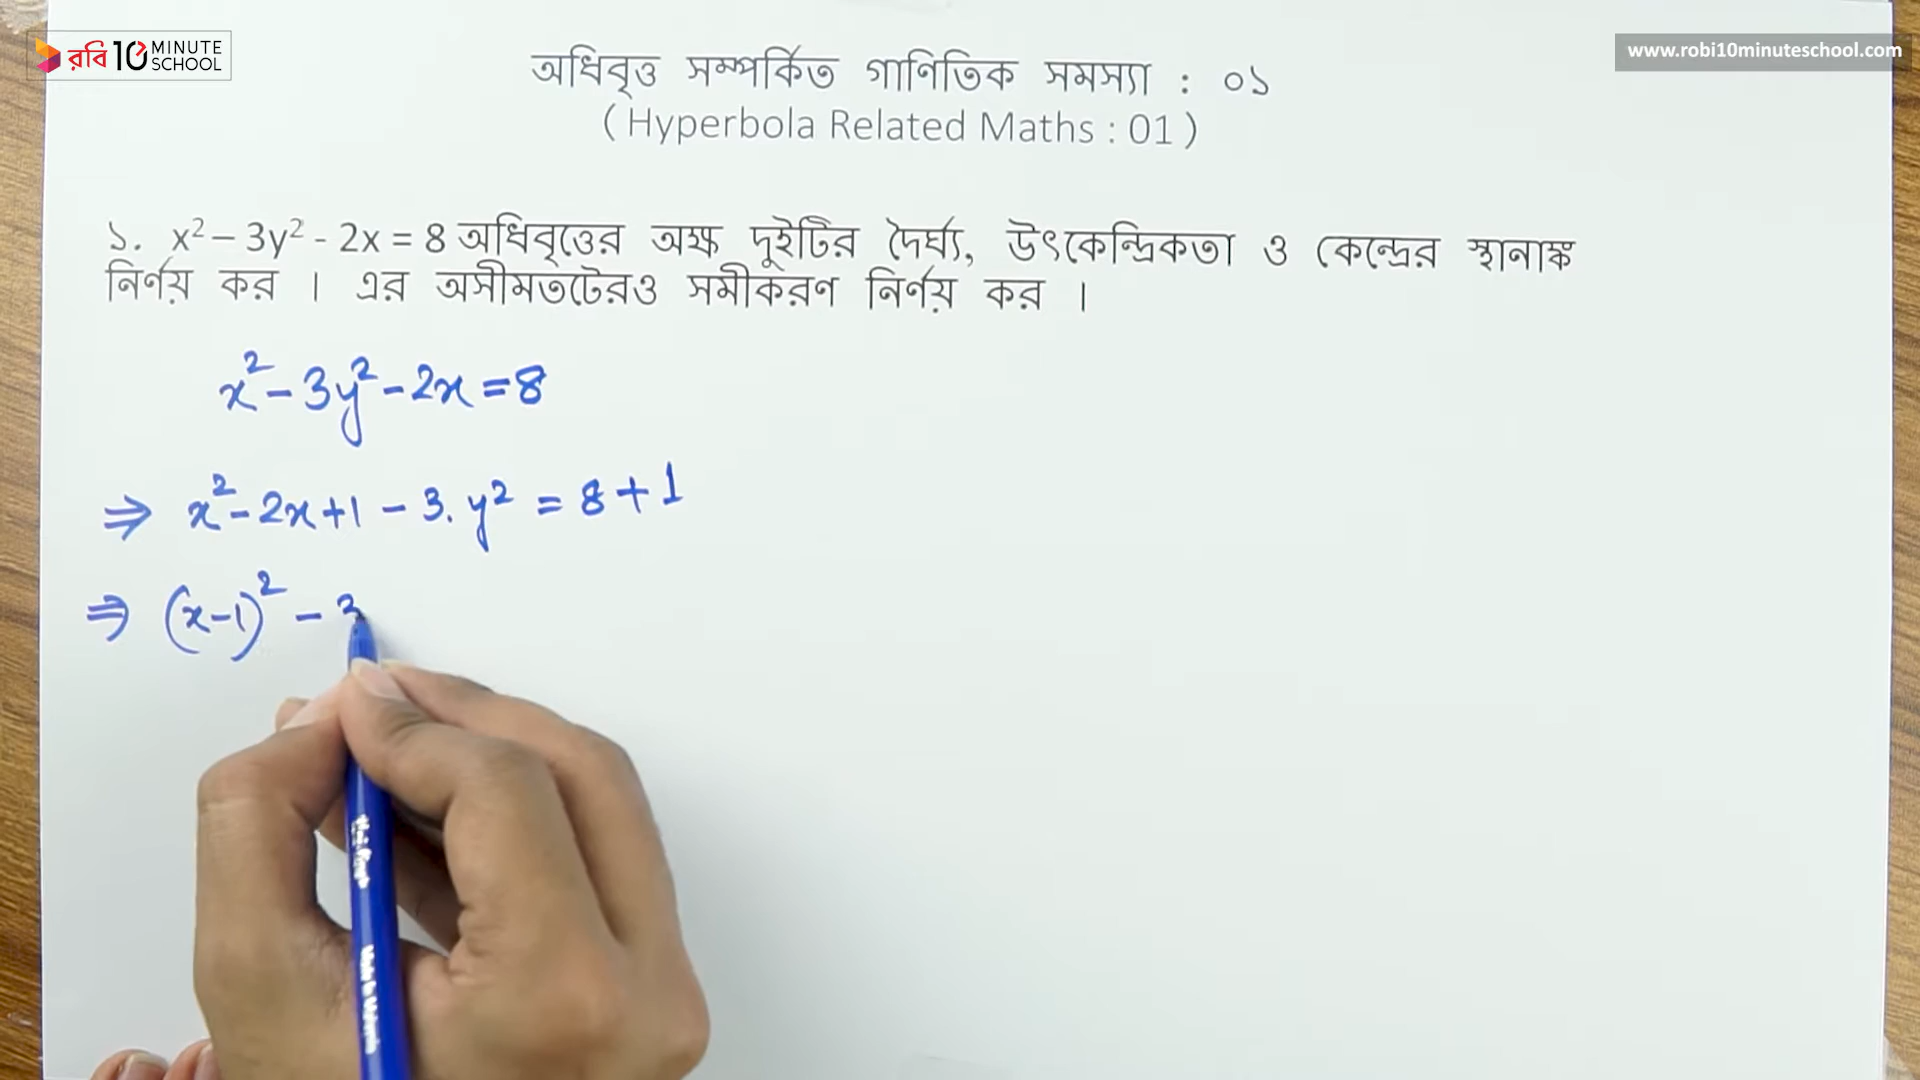 রবি 10 MINUTE SCHOOL
www.robi10minuteschool.com
অধিবৃত্ত সম্পর্কিত গাণিতিক সমস্যা : ০১
( Hyperbola Related Maths : 01 )
১. x² – 3y² - 2x = 8 অধিবৃত্তের অক্ষ দুইটির দৈর্ঘ্য, উৎকেন্দ্রিকতা ও কেন্দ্রের স্থানাঙ্ক
নির্ণয় কর । এর অসীমতটেরও সমীকরণ নির্ণয় কর ।
x² - 3y² - 2x = 8
⇒ x² - 2x + 1 - 3. y² = 8 + 1
⇒ (x-1)² - 3